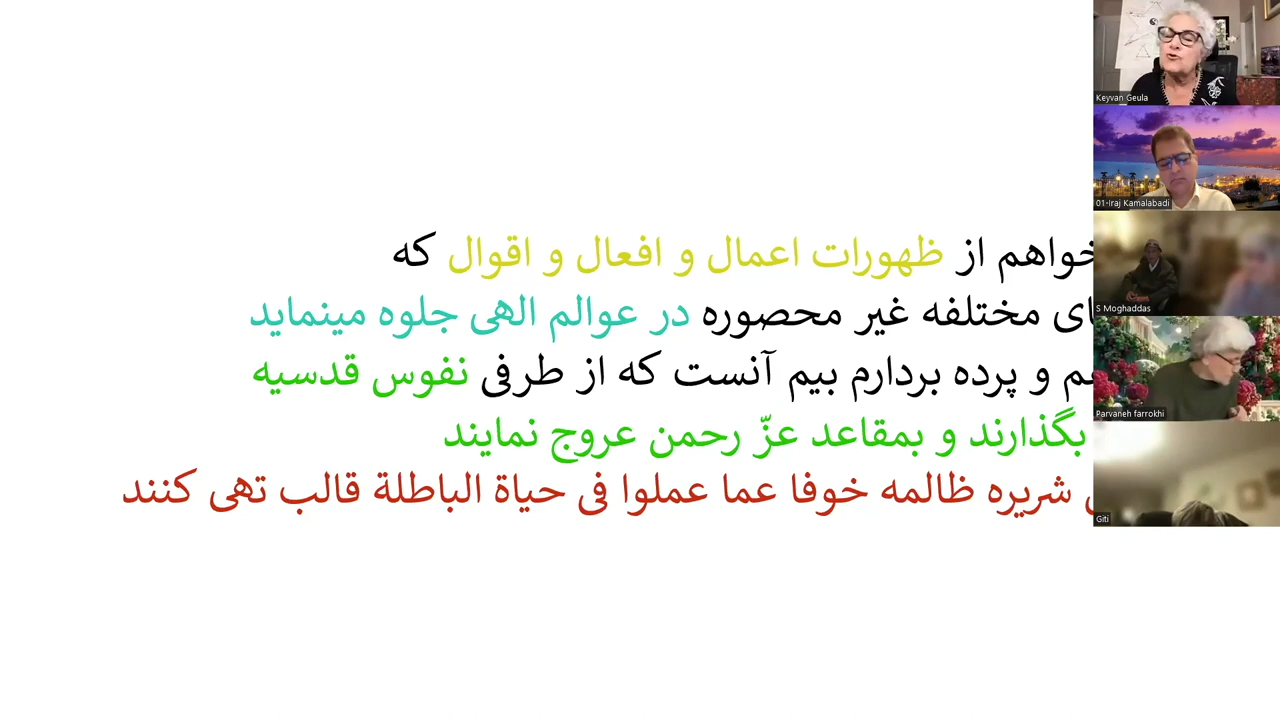 خواهم از ظهورات اعمال و افعال و اقوال که
مختلفه غیر محصوره در عوالم الهی جلوه مینماید
و پرده بردارم بیم آنست که از طرفی نفوس قدسیه
بگذارند و بمقاعد عزّ رحمن عروج نمایند
شریره ظالمه خوفا عما عملوا فی حیاة الباطلة قالب تهی کنند
Keyvan Geula
01-Iraj Kamalabadi
S Moghaddas
Parvaneh farrokhi
Giti